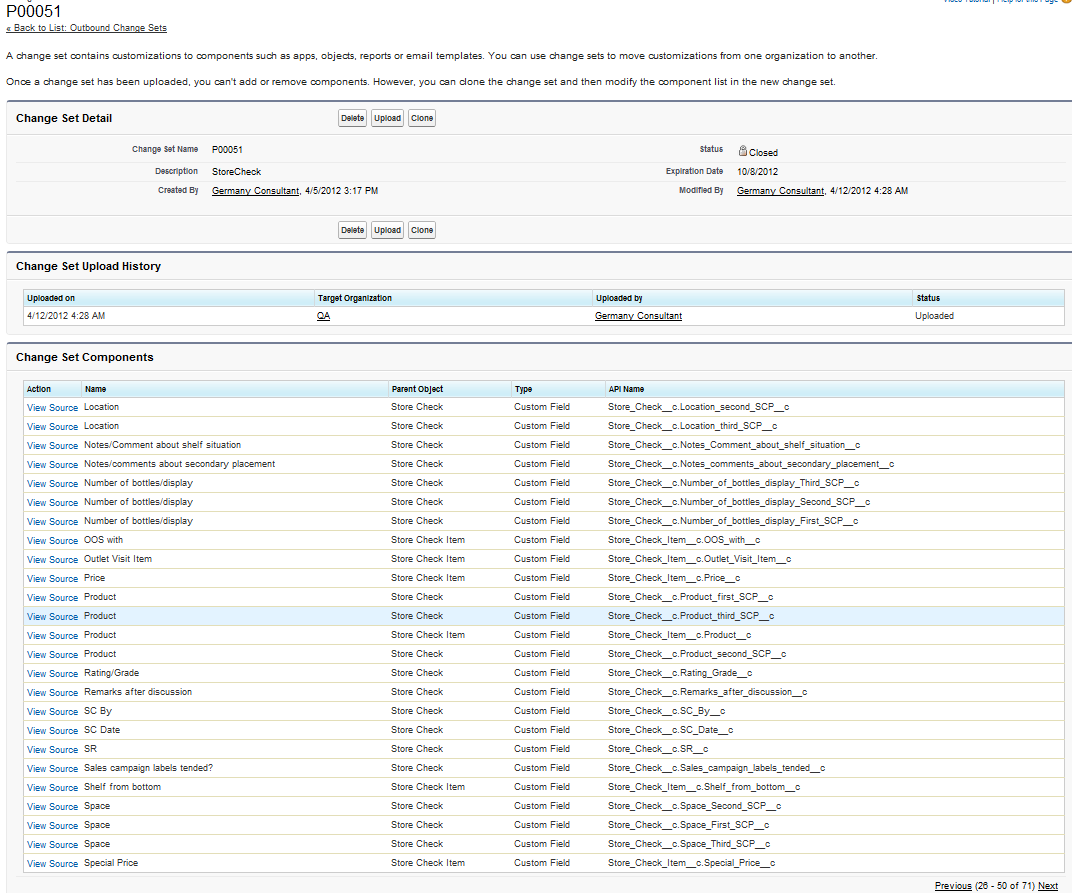 Video Tutorial | Help for this Page
P00051
« Back to List: Outbound Change Sets
A change set contains customizations to components such as apps, objects, reports or email templates. You can use change sets to move customizations from one organization to another.
Once a change set has been uploaded, you can't add or remove components. However, you can clone the change set and then modify the component list in the new change set.
Change Set Detail Delete Upload Clone
Change Set Name P00051 Status Closed
Description StoreCheck Expiration Date 10/8/2012
Created By Germany Consultant, 4/5/2012 3:17 PM Modified By Germany Consultant, 4/12/2012 4:28 AM
Delete Upload Clone
Change Set Upload History
Uploaded on Target Organization Uploaded by Status
4/12/2012 4:28 AM QA Germany Consultant Uploaded
Change Set Components
Action Name Parent Object Type API Name
View Source Location Store Check Custom Field Store_Check__c.Location_second_SCP__c
View Source Location Store Check Custom Field Store_Check__c.Location_third_SCP__c
View Source Notes/Comment about shelf situation Store Check Custom Field Store_Check__c.Notes_Comment_about_shelf_situation__c
View Source Notes/comments about secondary placement Store Check Custom Field Store_Check__c.Notes_comments_about_secondary_placement__c
View Source Number of bottles/display Store Check Custom Field Store_Check__c.Number_of_bottles_display_Third_SCP__c
View Source Number of bottles/display Store Check Custom Field Store_Check__c.Number_of_bottles_display_Second_SCP__c
View Source Number of bottles/display Store Check Custom Field Store_Check__c.Number_of_bottles_display_First_SCP__c
View Source OOS with Store Check Item Custom Field Store_Check_Item__c.OOS_with__c
View Source Outlet Visit Item Store Check Item Custom Field Store_Check_Item__c.Outlet_Visit_Item__c
View Source Price Store Check Item Custom Field Store_Check_Item__c.Price__c
View Source Product Store Check Custom Field Store_Check__c.Product_first_SCP__c
View Source Product Store Check Custom Field Store_Check__c.Product_third_SCP__c
View Source Product Store Check Item Custom Field Store_Check_Item__c.Product__c
View Source Product Store Check Custom Field Store_Check__c.Product_second_SCP__c
View Source Rating/Grade Store Check Custom Field Store_Check__c.Rating_Grade__c
View Source Remarks after discussion Store Check Custom Field Store_Check__c.Remarks_after_discussion__c
View Source SC By Store Check Custom Field Store_Check__c.SC_By__c
View Source SC Date Store Check Custom Field Store_Check__c.SC_Date__c
View Source SR Store Check Custom Field Store_Check__c.SR__c
View Source Sales campaign labels tended? Store Check Custom Field Store_Check__c.Sales_campaign_labels_tended__c
View Source Shelf from bottom Store Check Item Custom Field Store_Check_Item__c.Shelf_from_bottom__c
View Source Space Store Check Custom Field Store_Check__c.Space_Second_SCP__c
View Source Space Store Check Custom Field Store_Check__c.Space_First_SCP__c
View Source Space Store Check Custom Field Store_Check__c.Space_Third_SCP__c
View Source Special Price Store Check Item Custom Field Store_Check_Item__c.Special_Price__c
Previous (26 - 50 of 71) Next